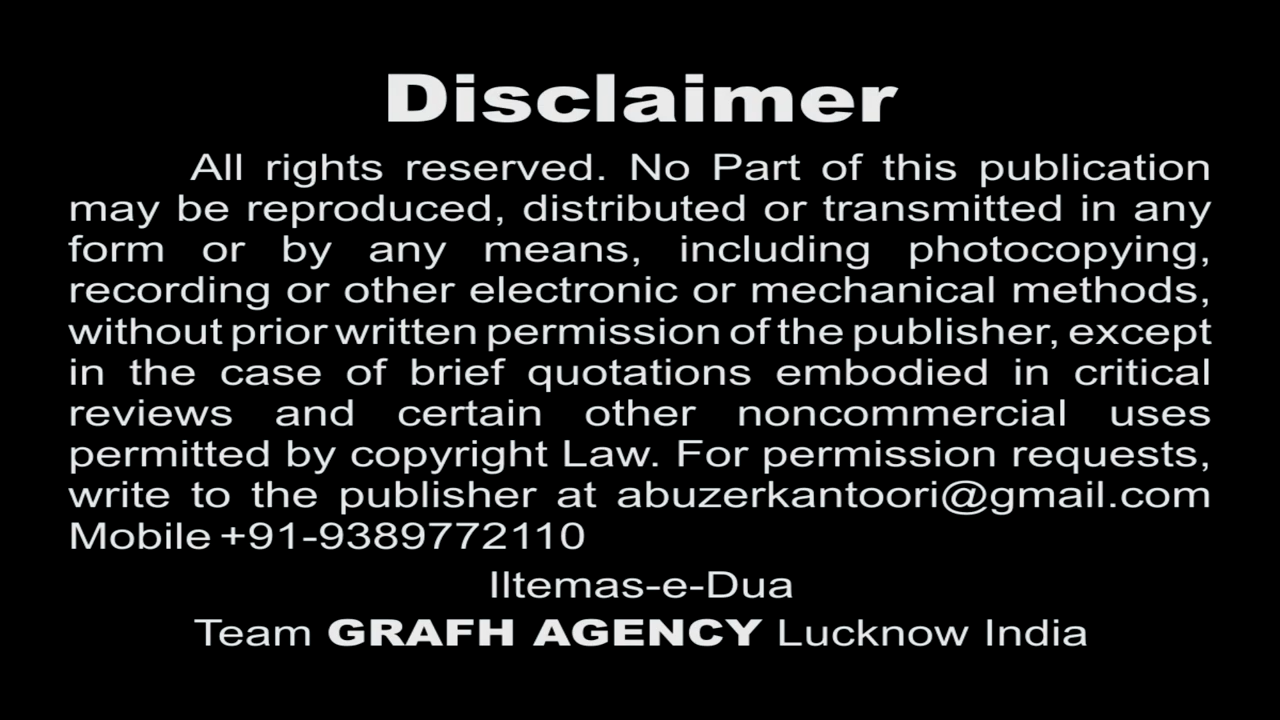 Disclaimer
All rights reserved. No Part of this publication
may be reproduced, distributed or transmitted in any
form or by any means, including photocopying,
recording or other electronic or mechanical methods,
without prior written permission of the publisher, except
in the case of brief quotations embodied in critical
reviews and certain other noncommercial uses
permitted by copyright Law. For permission requests,
write to the publisher at abuzerkantoori@gmail.com
Mobile +91-9389772110
IItemas-e-Dua
Team GRAFH AGENCY Lucknow India